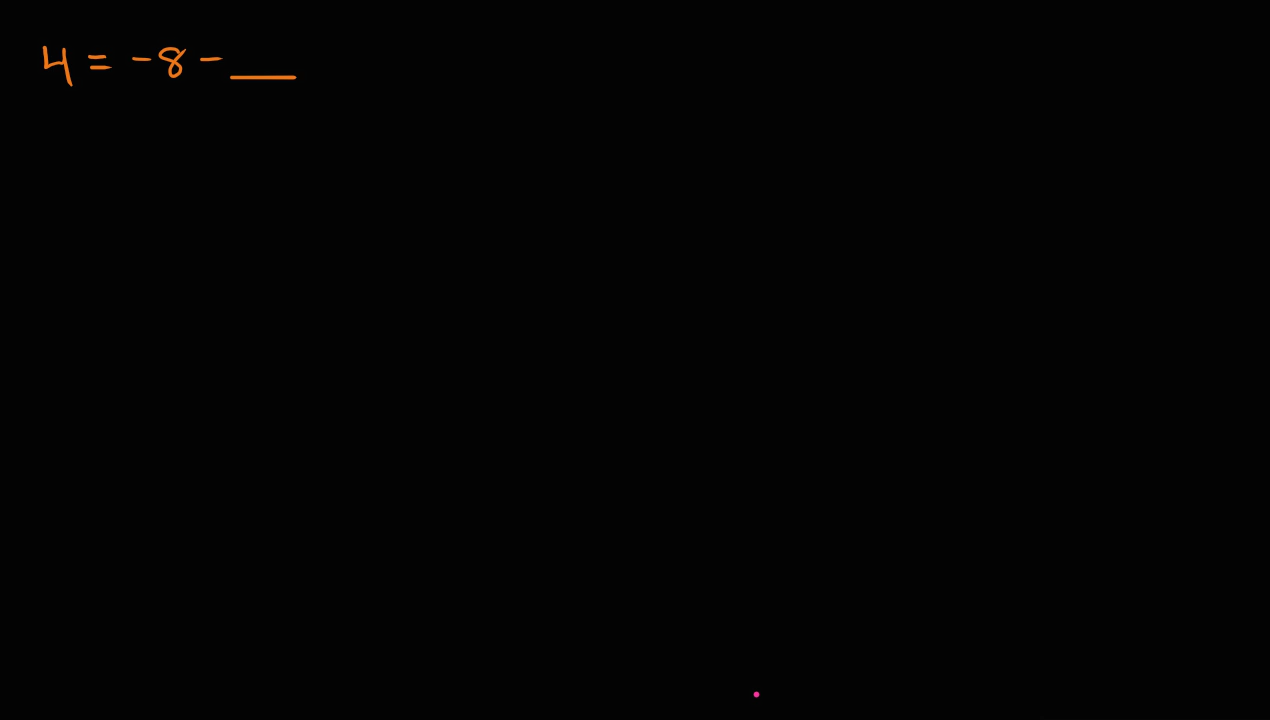 4 = -8 - ___